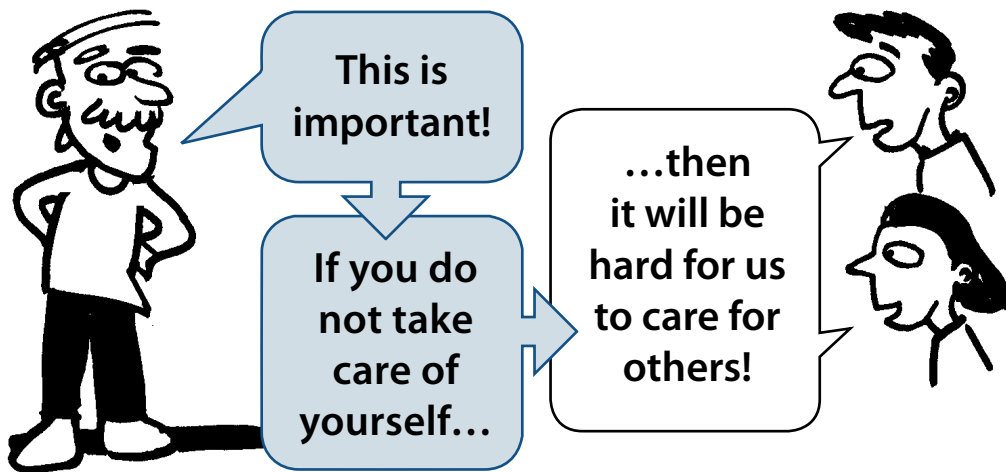 This is
important!
If you do
not take
care of
yourself…
…then
it will be
hard for us
to care for
others!